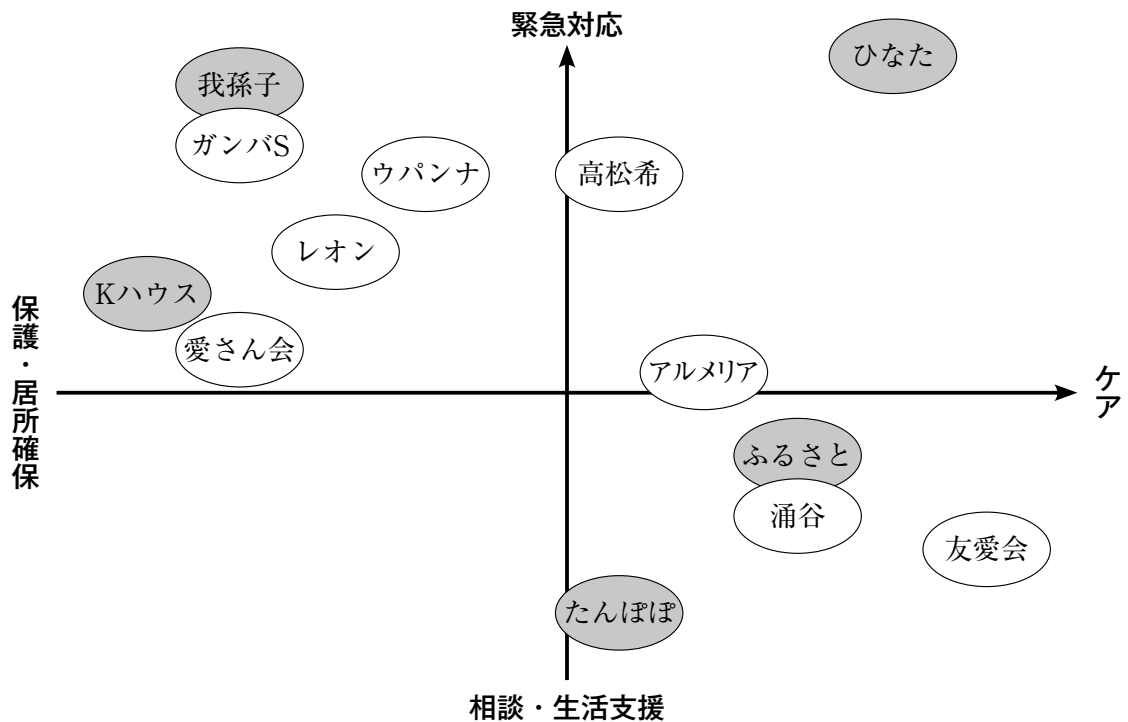 緊急対応
ひなた
我孫子
ガンバS
ウパンナ
高松希
レオン
Kハウス
愛さん会
保護・居所確保
アルメリア
ケア
ふるさと
涌谷
友愛会
たんぽぽ
相談・生活支援